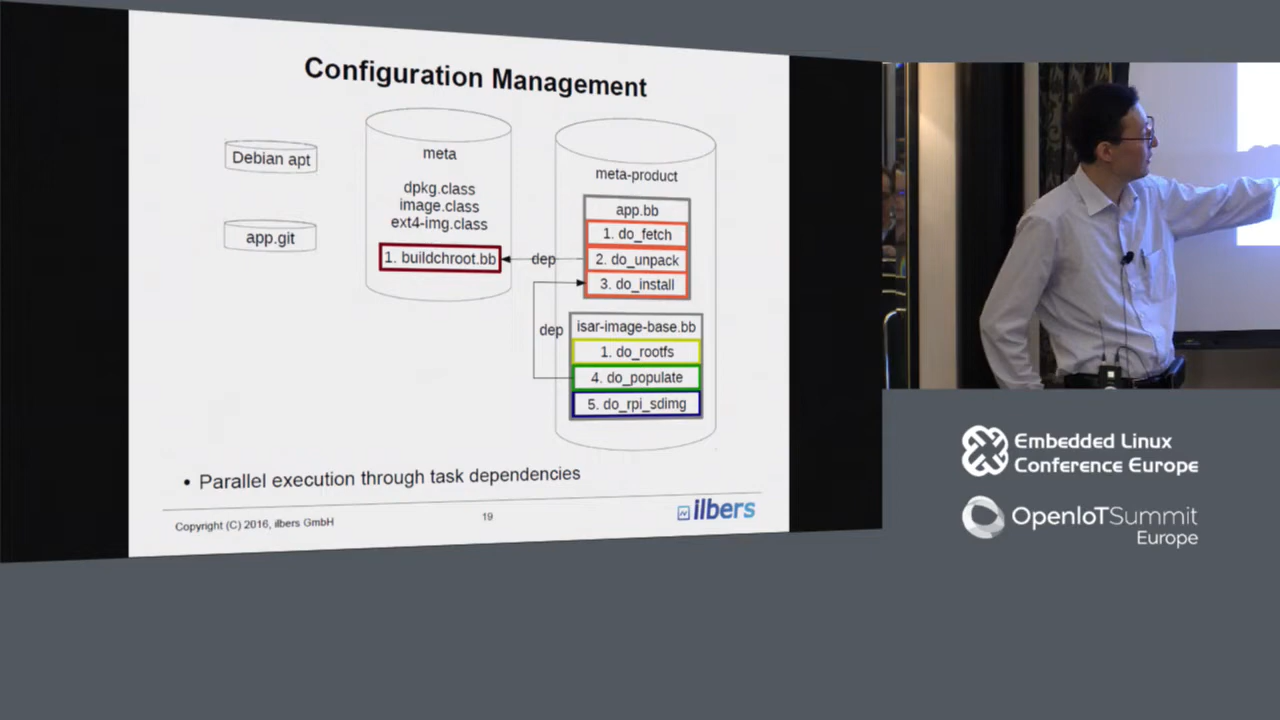 Configuration Management
Debian apt
app.git
meta
dpkg.class
image.class
ext4-img.class
1. buildchroot.bb
dep
meta-product
app.bb
1. do_fetch
2. do_unpack
3. do_install
dep
isar-image-base.bb
1. do_rootfs
4. do_populate
5. do_rpi_sdimg
• Parallel execution through task dependencies
Copyright (C) 2016, ilbers GmbH
19
ilbers
Embedded Linux
Conference Europe
OpenIoTSummit
Europe